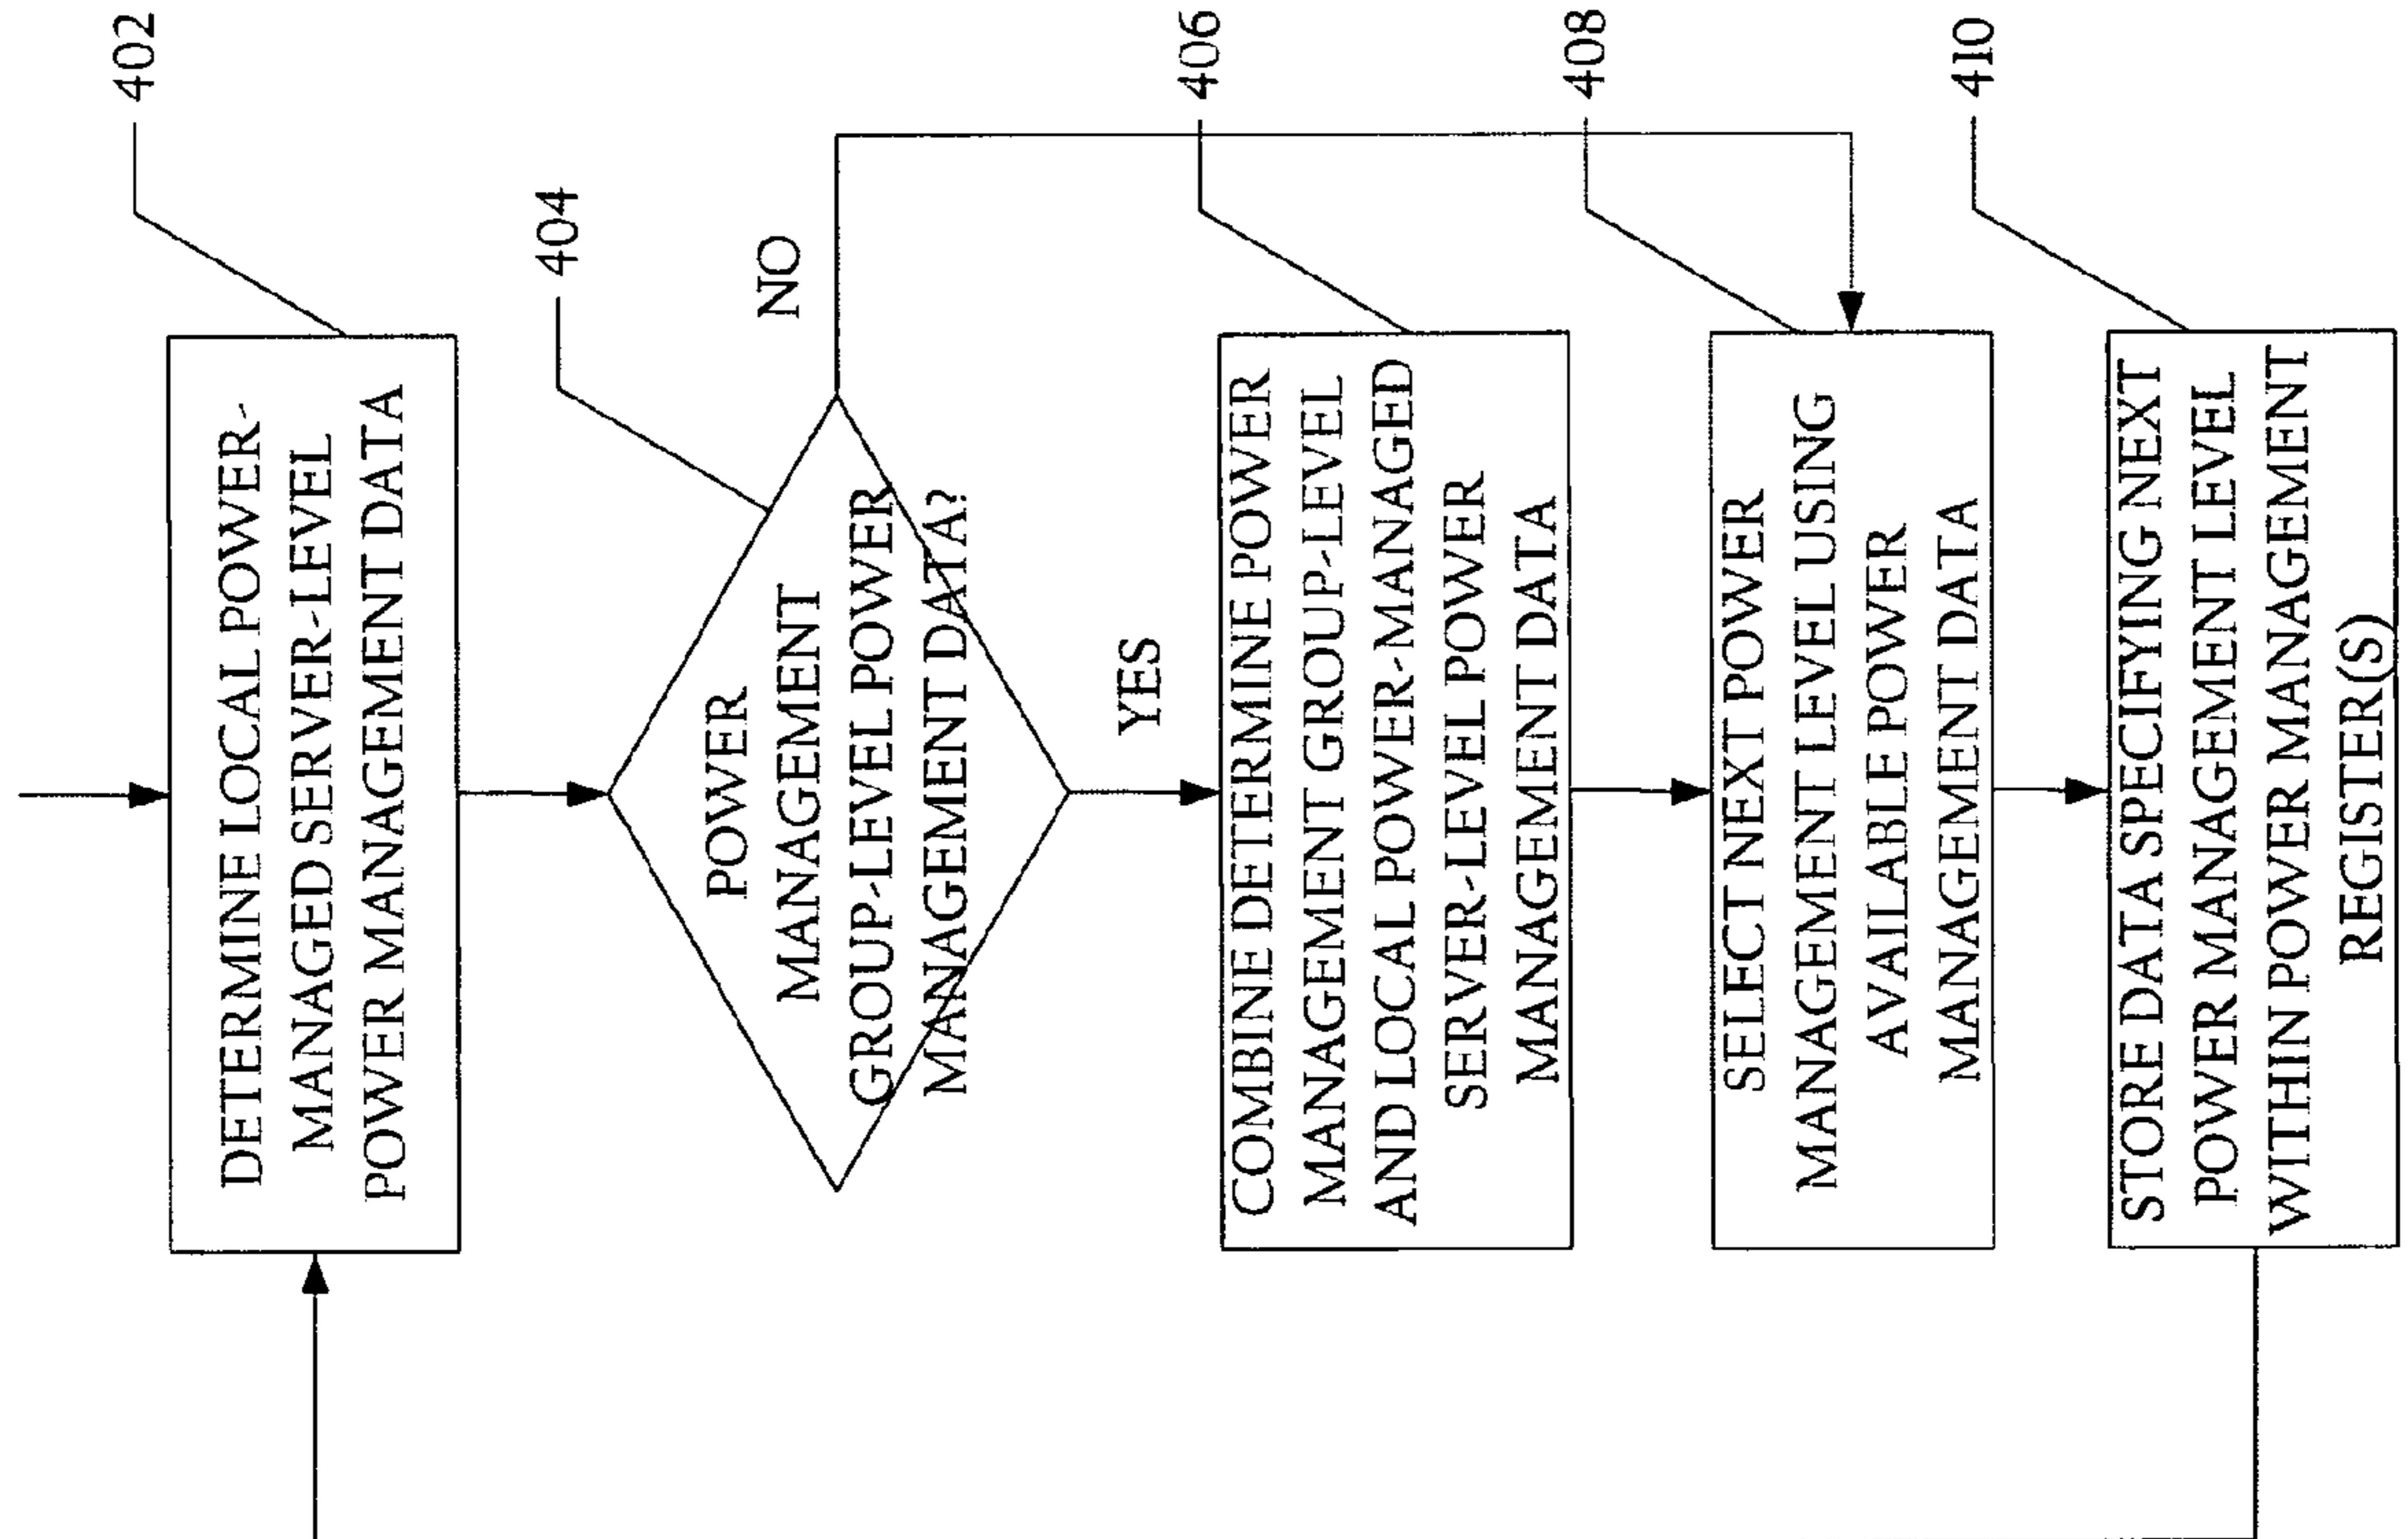 402
DETERMINE LOCAL POWER-
MANAGED SERVER-LEVEL
POWER MANAGEMENT DATA
404
POWER
MANAGEMENT
GROUP-LEVEL POWER
MANAGEMENT DATA?
NO
YES
406
COMBINE DETERMINE POWER
MANAGEMENT GROUP-LEVEL
AND LOCAL POWER-MANAGED
SERVER-LEVEL POWER
MANAGEMENT DATA
408
SELECT NEXT POWER
MANAGEMENT LEVEL USING
AVAILABLE POWER
MANAGEMENT DATA
410
STORE DATA SPECIFYING NEXT
POWER MANAGEMENT LEVEL
WITHIN POWER MANAGEMENT
REGISTER(S)